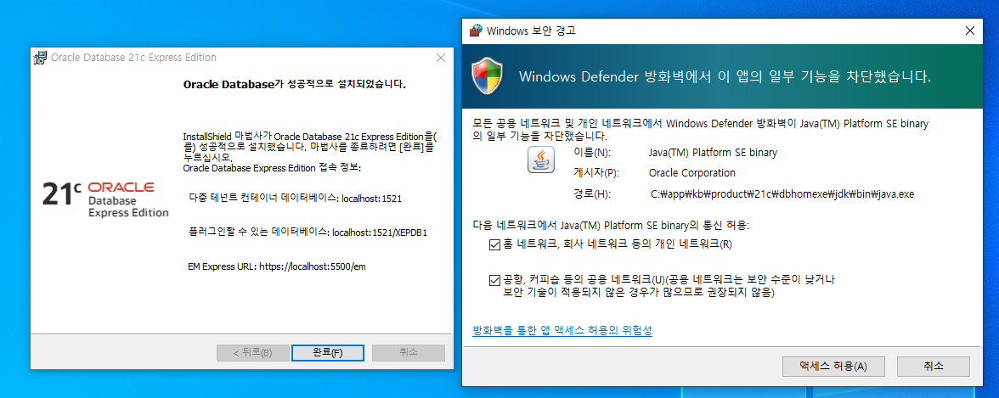 Oracle Database 21c Express Edition
Oracle Database가 성공적으로 설치되었습니다.
InstallShield 마법사가 Oracle Database 21c Express Edition을(
를) 성공적으로 설치했습니다. 마법사를 종료하려면 [완료]를
누르십시오.
Oracle Database Express Edition 접속 정보:
21c ORACLE
Database
Express Edition
다중 테넌트 컨테이너 데이터베이스: localhost:1521
플러그인할 수 있는 데이터베이스: localhost:1521/XEPDB1
EM Express URL: https://localhost:5500/em
< 뒤로(B)
완료(F)
취소
Windows 보안 경고
Windows Defender 방화벽에서 이 앱의 일부 기능을 차단했습니다.
모든 공용 네트워크 및 개인 네트워크에서 Windows Defender 방화벽이 Java(TM) Platform SE binary
의 일부 기능을 차단했습니다.
이름(N): Java(TM) Platform SE binary
게시자(P): Oracle Corporation
경로(H): C:₩app₩kb₩product₩21c₩dbhomexe₩jdk₩bin₩java.exe
다음 네트워크에서 Java(TM) Platform SE binary의 통신 허용:
홈 네트워크, 회사 네트워크 등의 개인 네트워크(R)
공항, 커피숍 등의 공용 네트워크(U)(공용 네트워크는 보안 수준이 낮거나
보안 기술이 적용되지 않은 경우가 많으므로 권장되지 않음)
방화벽을 통한 앱 액세스 허용의 위험성
액세스 허용(A)
취소